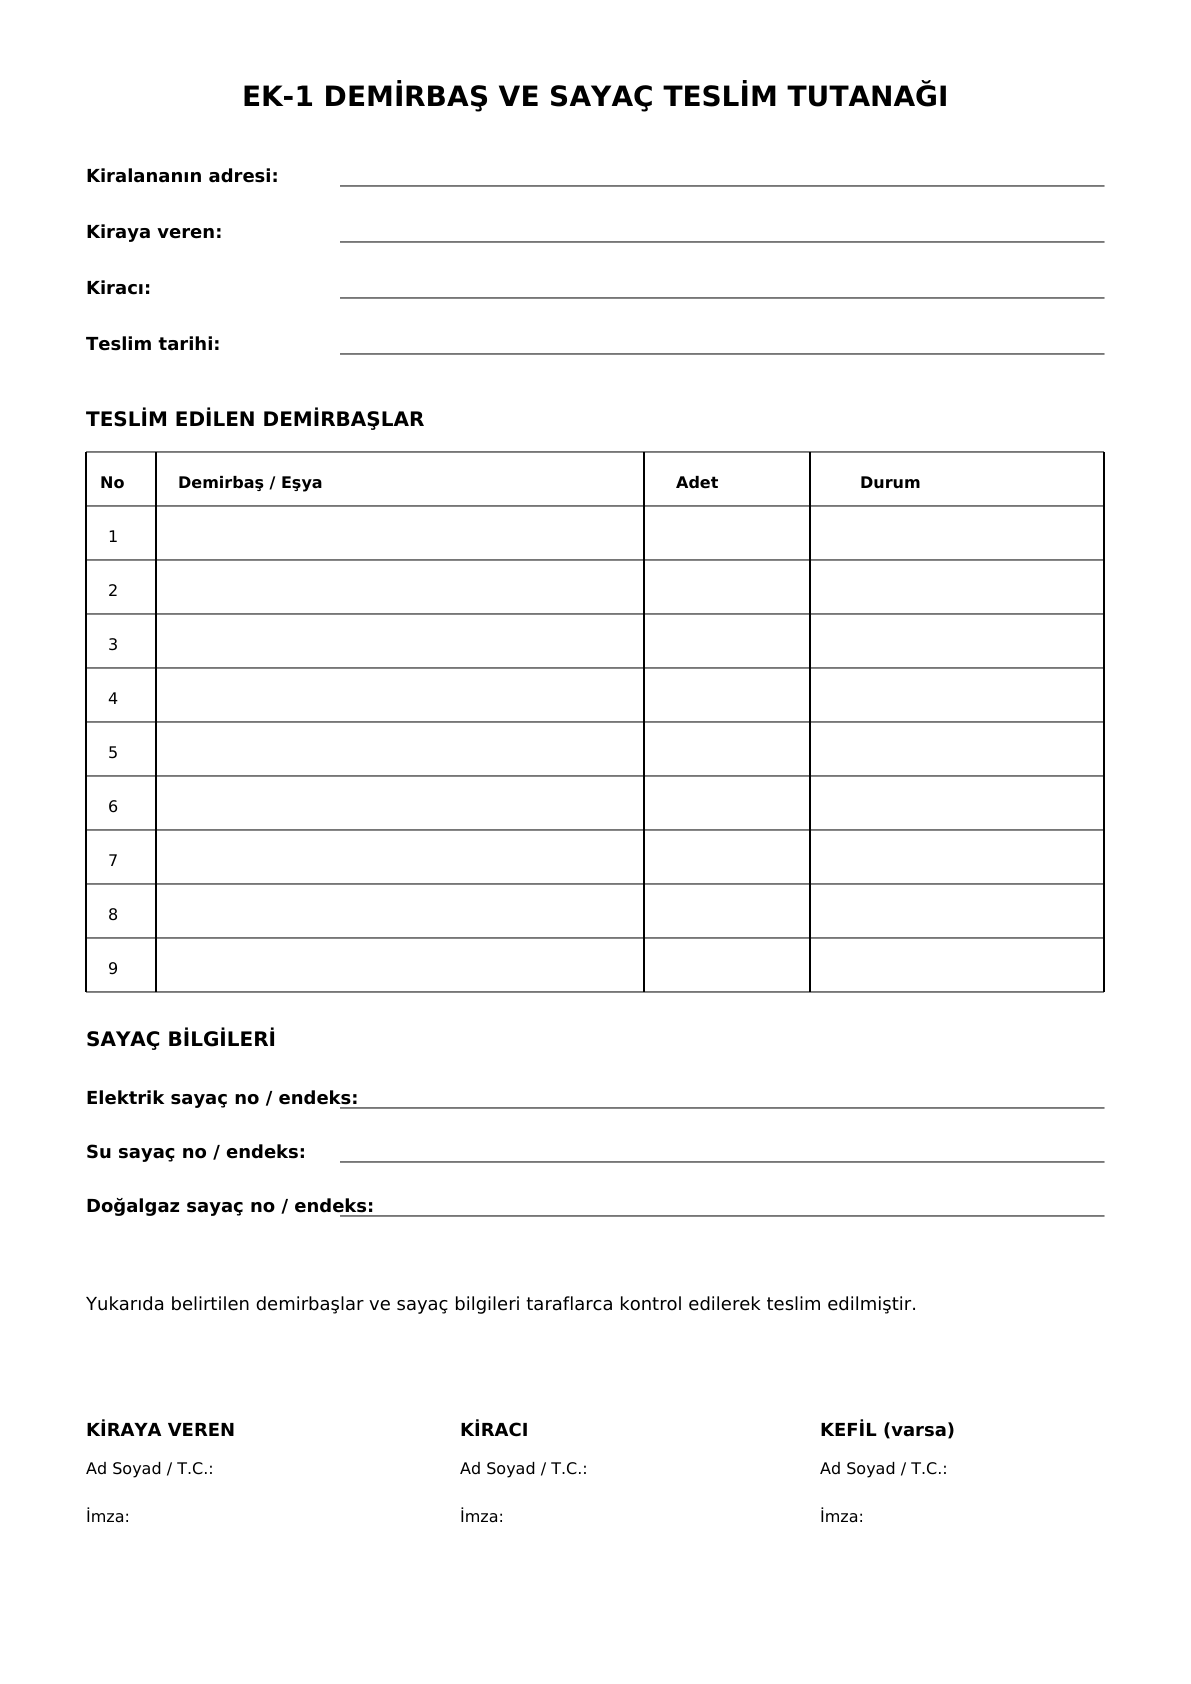 EK-1 DEMİRBAŞ VE SAYAÇ TESLİM TUTANAĞI
Kiralananın adresi:
Kiraya veren:
Kiracı:
Teslim tarihi:
TESLİM EDİLEN DEMİRBAŞLAR
No Demirbaş / Eşya Adet Durum
1
2
3
4
5
6
7
8
9
SAYAÇ BİLGİLERİ
Elektrik sayaç no / endeks:
Su sayaç no / endeks:
Doğalgaz sayaç no / endeks:
Yukarıda belirtilen demirbaşlar ve sayaç bilgileri taraflarca kontrol edilerek teslim edilmiştir.
KİRAYA VEREN KİRACI KEFİL (varsa)
Ad Soyad / T.C.: Ad Soyad / T.C.: Ad Soyad / T.C.:
İmza: İmza: İmza: